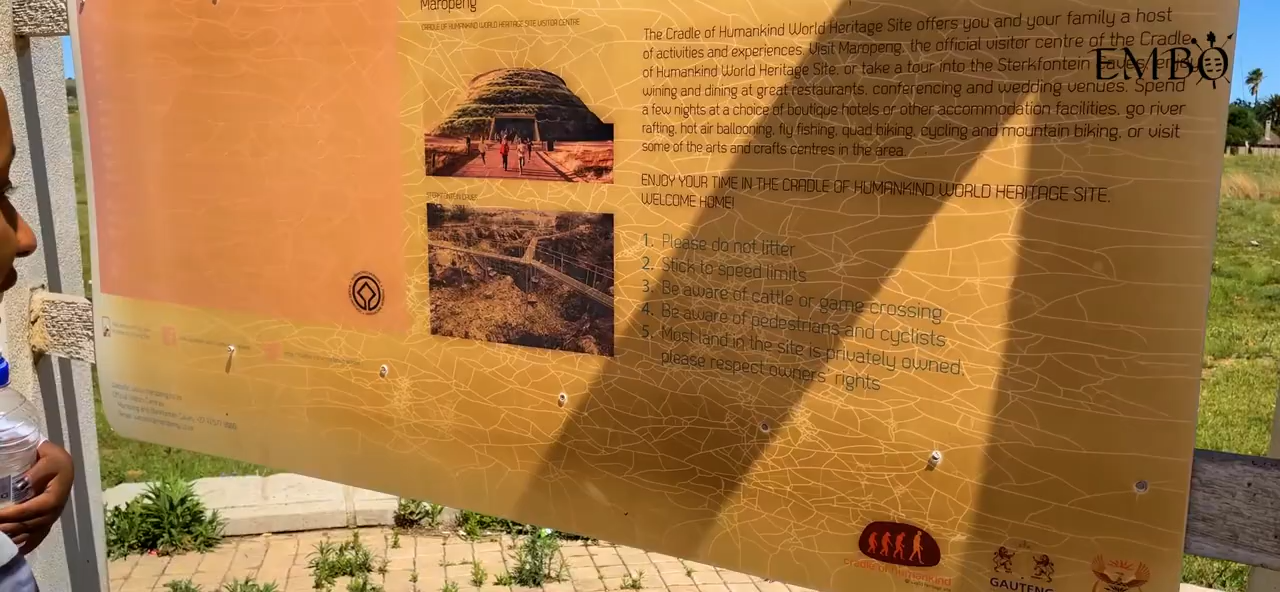 Maropeng
CRADLE OF HUMANKIND WORLD HERITAGE SITE VISITOR CENTRE
The Cradle of Humankind World Heritage Site offers you and your family a host
of activities and experiences. Visit Maropeng, the official visitor centre of the Cradle
of Humankind World Heritage Site, or take a tour into the Sterkfontein Caves, enjoy
wining and dining at great restaurants, conferencing and wedding venues. Spend
a few nights at a choice of boutique hotels or other accommodation facilities, go river
rafting, hot air ballooning, fly fishing, quad biking, cycling and mountain biking, or visit
some of the arts and crafts centres in the area.
ENJOY YOUR TIME IN THE CRADLE OF HUMANKIND WORLD HERITAGE SITE.
WELCOME HOME!
1. Please do not litter
2. Stick to speed limits
3. Be aware of cattle or game crossing
4. Be aware of pedestrians and cyclists
5. Most land in the site is privately owned,
please respect owners' rights
EMBO
cradle of humankind
GAUTENG